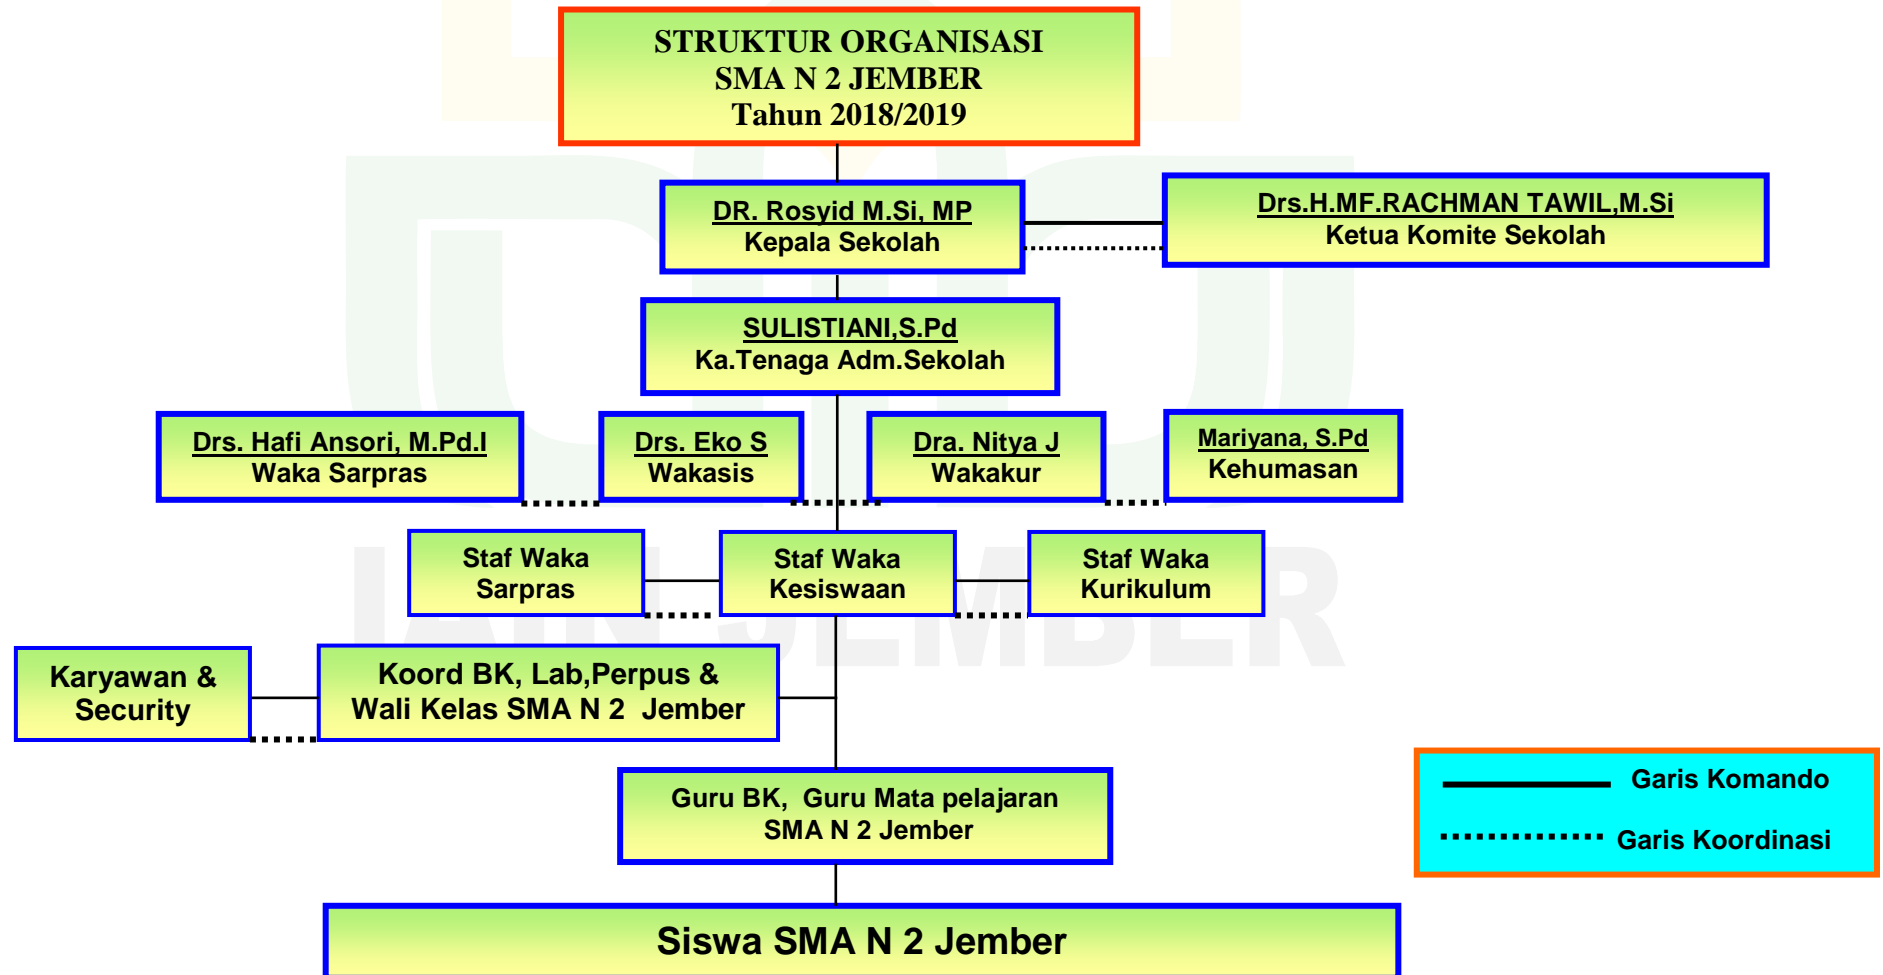 STRUKTUR ORGANISASI
SMA N 2 JEMBER
Tahun 2018/2019
DR. Rosyid M.Si, MP
Kepala Sekolah
Drs.H.MF.RACHMAN TAWIL,M.Si
Ketua Komite Sekolah
SULISTIANI,S.Pd
Ka.Tenaga Adm.Sekolah
Drs. Hafi Ansori, M.Pd.I
Waka Sarpras
Drs. Eko S
Wakasis
Dra. Nitya J
Wakakur
Mariyana, S.Pd
Kehumasan
Staf Waka
Sarpras
Staf Waka
Kesiswaan
Staf Waka
Kurikulum
IAIN JEMBER
Karyawan &
Security
Koord BK, Lab,Perpus &
Wali Kelas SMA N 2 Jember
Guru BK, Guru Mata pelajaran
SMA N 2 Jember
Garis Komando
Garis Koordinasi
Siswa SMA N 2 Jember